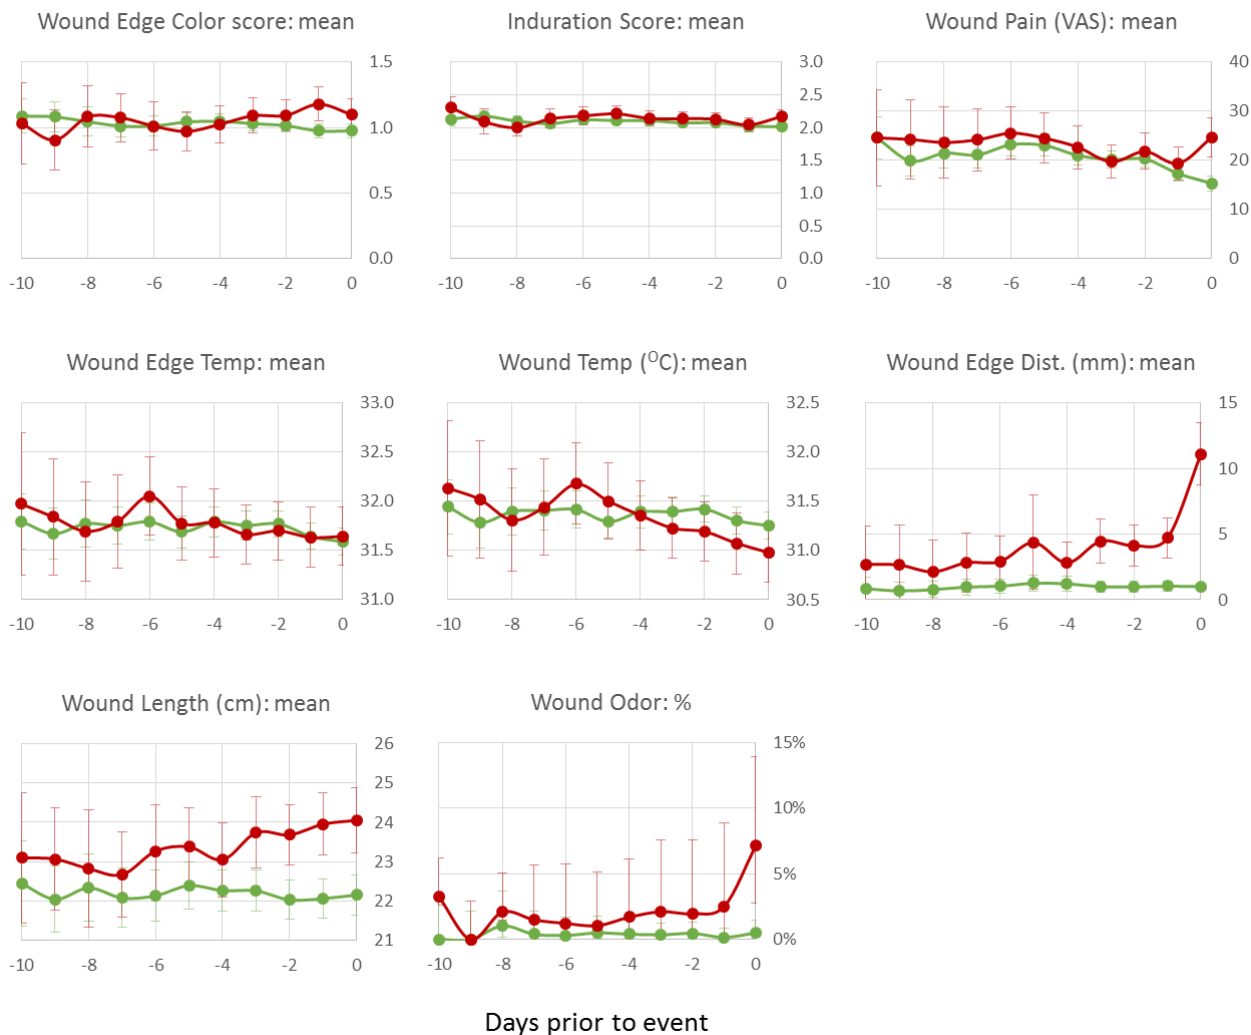 Wound Edge Color score: mean
Induration Score: mean
Wound Pain (VAS): mean
1.5
1.0
0.5
0.0
-10 -8 -6 -4 -2 0
3.0
2.5
2.0
1.5
1.0
0.5
0.0
-10 -8 -6 -4 -2 0
40
30
20
10
0
-10 -8 -6 -4 -2 0
Wound Edge Temp: mean
Wound Temp (⁰C): mean
Wound Edge Dist. (mm): mean
33.0
32.5
32.0
31.5
31.0
-10 -8 -6 -4 -2 0
32.5
32.0
31.5
31.0
30.5
-10 -8 -6 -4 -2 0
15
10
5
0
-10 -8 -6 -4 -2 0
Wound Length (cm): mean
Wound Odor: %
26
25
24
23
22
21
-10 -8 -6 -4 -2 0
15%
10%
5%
0%
-10 -8 -6 -4 -2 0
Days prior to event